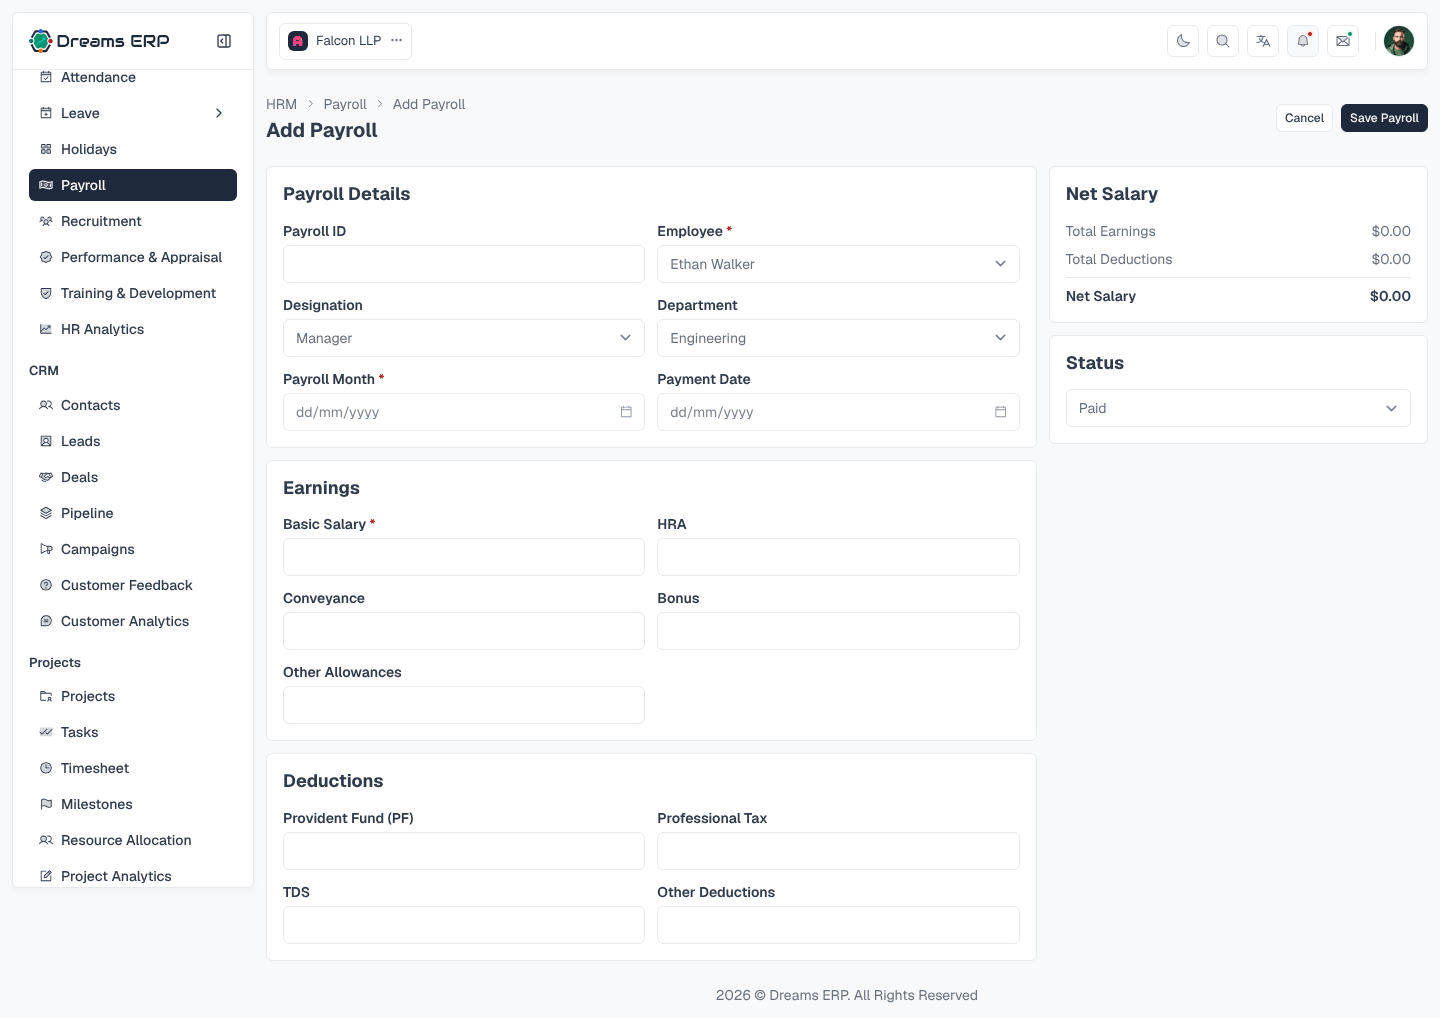 Dreams ERP
Attendance
Leave
Holidays
Payroll
Recruitment
Performance & Appraisal
Training & Development
HR Analytics
CRM
Contacts
Leads
Deals
Pipeline
Campaigns
Customer Feedback
Customer Analytics
Projects
Projects
Tasks
Timesheet
Milestones
Resource Allocation
Project Analytics
Falcon LLP ···
HRM > Payroll > Add Payroll
Add Payroll
Cancel
Save Payroll
Payroll Details
Payroll ID
Employee *
Ethan Walker
Designation
Department
Manager
Engineering
Payroll Month *
Payment Date
dd/mm/yyyy
dd/mm/yyyy
Earnings
Basic Salary *
HRA
Conveyance
Bonus
Other Allowances
Deductions
Provident Fund (PF)
Professional Tax
TDS
Other Deductions
Net Salary
Total Earnings $0.00
Total Deductions $0.00
Net Salary $0.00
Status
Paid
2026 © Dreams ERP. All Rights Reserved